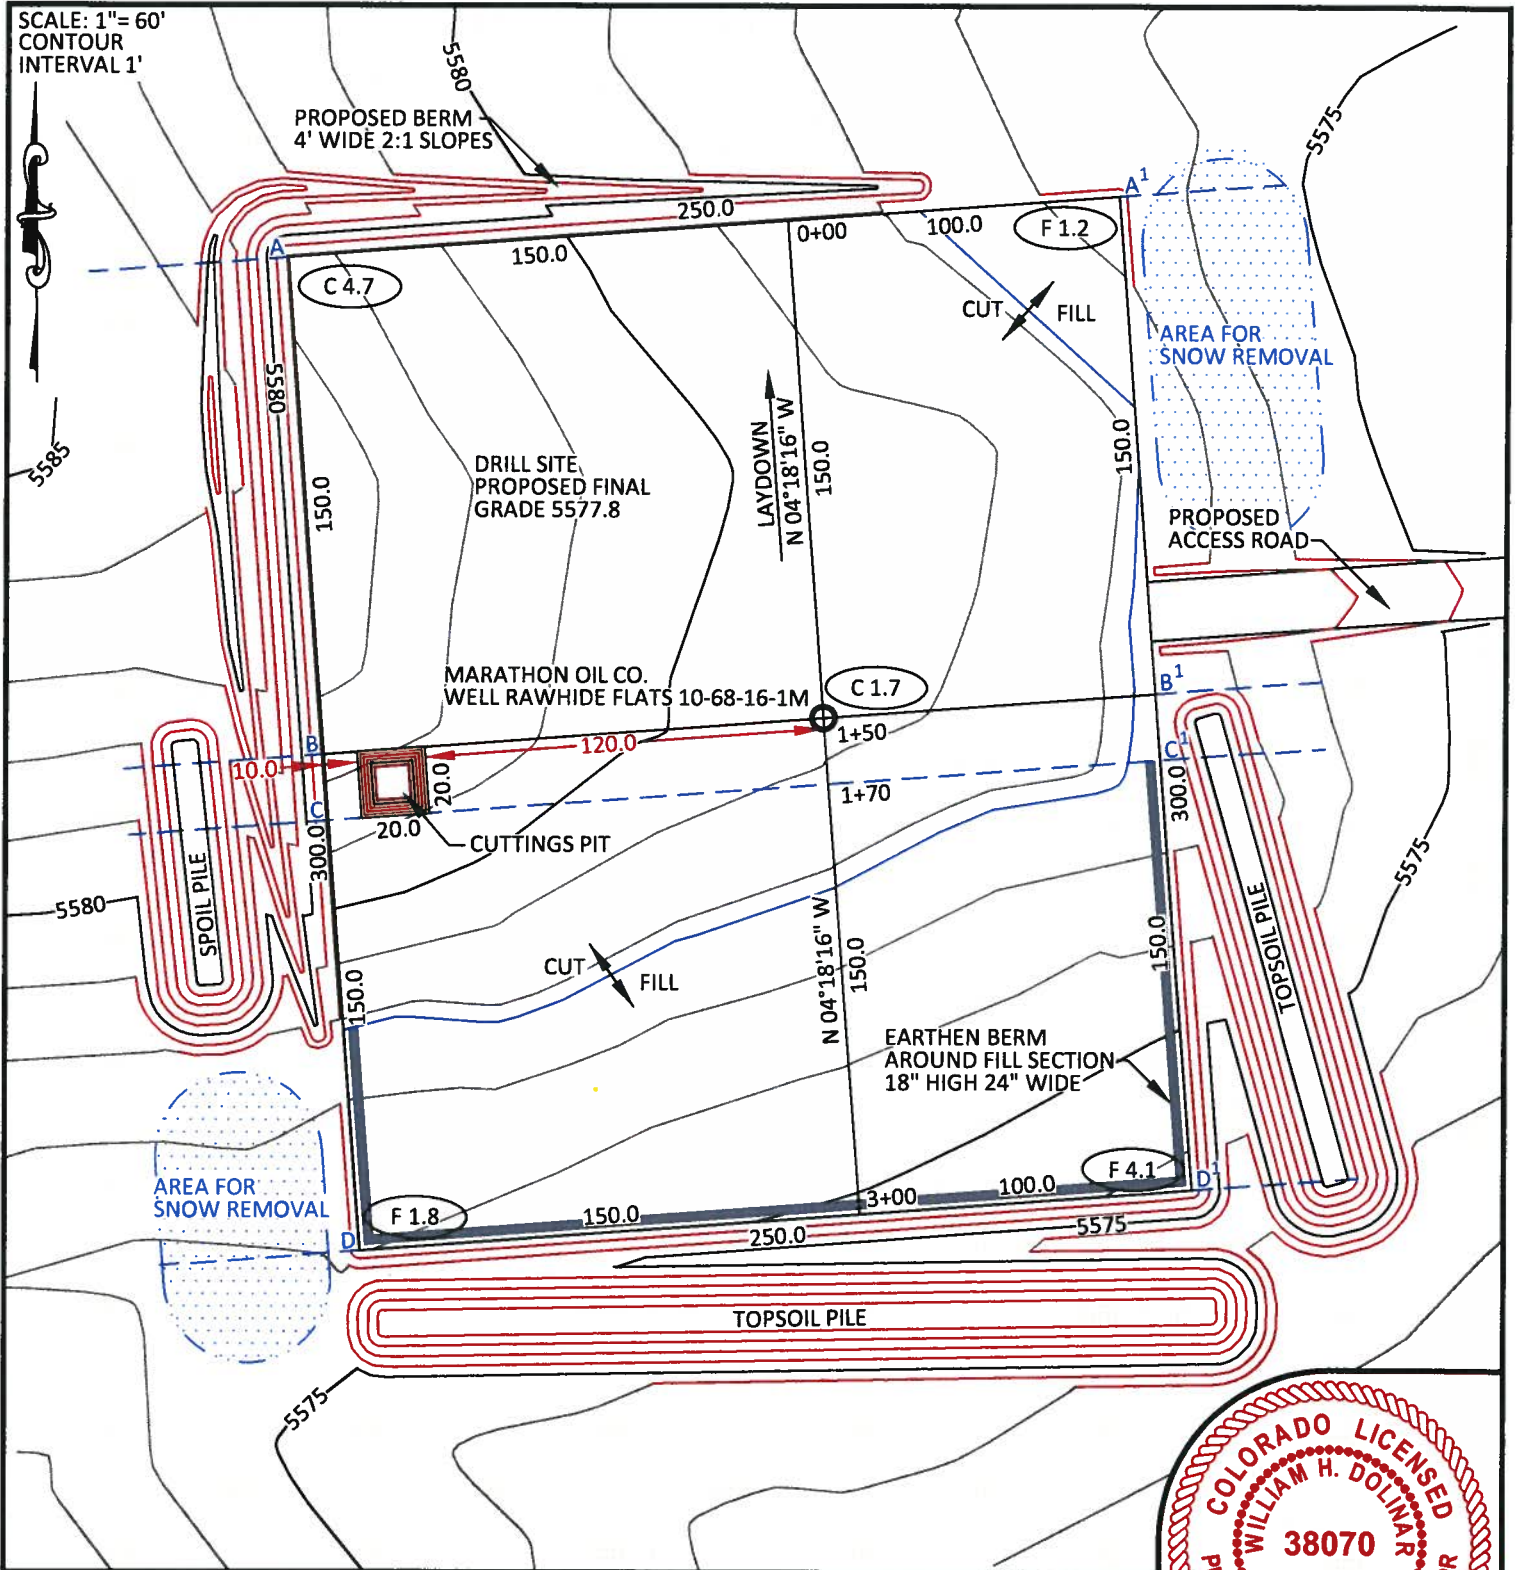 SCALE: 1"= 60'
CONTOUR
INTERVAL 1'
5580
PROPOSED BERM
4' WIDE 2:1 SLOPES
5575
A
A¹
250.0
0+00
100.0
F 1.2
150.0
C 4.7
CUT
FILL
AREA FOR
SNOW REMOVAL
5580
5585
LAYDOWN
N 04°18'16" W
150.0
150.0
150.0
DRILL SITE
PROPOSED FINAL
GRADE 5577.8
PROPOSED
ACCESS ROAD
MARATHON OIL CO.
WELL RAWHIDE FLATS 10-68-16-1M
C 1.7
B¹
B
120.0
1+50
C¹
10.0
20.0
1+70
300.0
C
20.0
CUTTINGS PIT
300.0
5575
5580
SPOIL PILE
TOPSOIL PILE
N 04°18'16" W
150.0
150.0
150.0
CUT
FILL
EARTHEN BERM
AROUND FILL SECTION
18" HIGH 24" WIDE
AREA FOR
SNOW REMOVAL
F 4.1
D¹
F 1.8
150.0
3+00
100.0
D
250.0
5575
TOPSOIL PILE
5575
COLORADO LICENSED
WILLIAM H. DOLINAR
38070